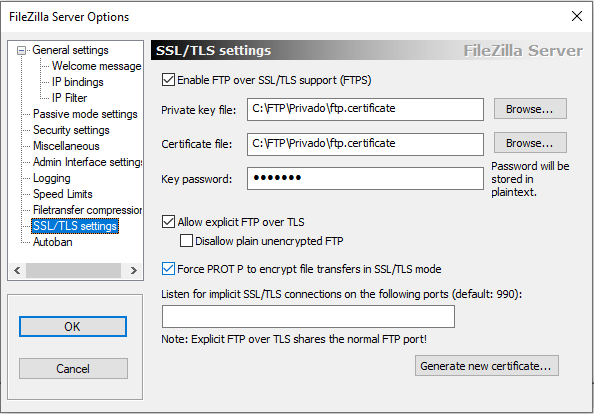 FileZilla Server Options
General settings
Welcome message
IP bindings
IP Filter
Passive mode settings
Security settings
Miscellaneous
Admin Interface settings
Logging
Speed Limits
Filetransfer compression
SSL/TLS settings
Autoban
OK
Cancel
SSL/TLS settings
FileZilla Server
Enable FTP over SSL/TLS support (FTPS)
Private key file:
C:\FTP\Privado\ftp.certificate
Browse...
Certificate file:
C:\FTP\Privado\ftp.certificate
Browse...
Key password:
●●●●●●●
Password will be
stored in
plaintext.
Allow explicit FTP over TLS
Disallow plain unencrypted FTP
Force PROT P to encrypt file transfers in SSL/TLS mode
Listen for implicit SSL/TLS connections on the following ports (default: 990):
Note: Explicit FTP over TLS shares the normal FTP port!
Generate new certificate...